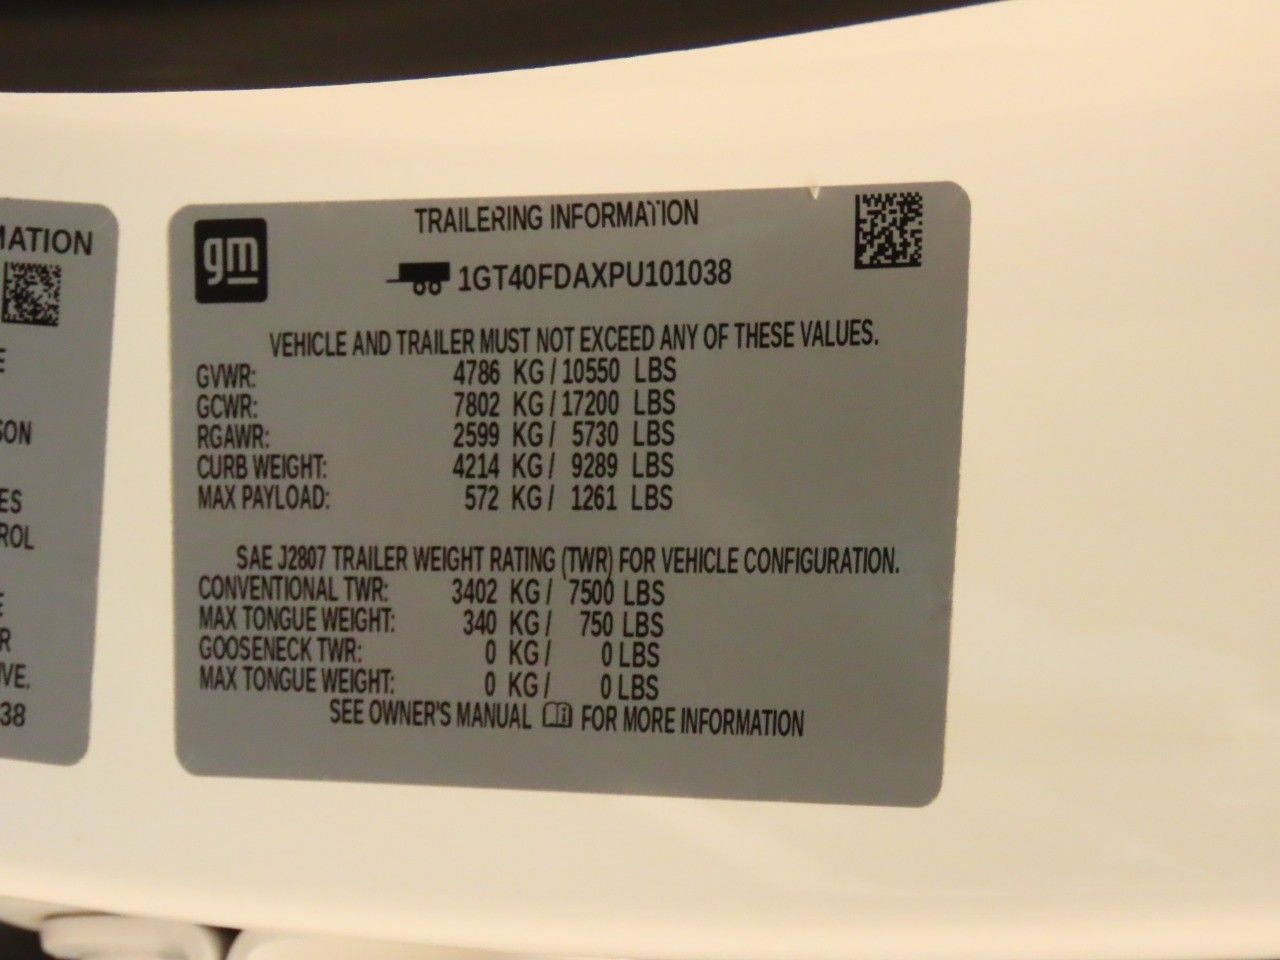 MATION
SON
ES
ROL
R
VE.
38
gm
TRAILERING INFORMATION
1GT40FDAXPU101038
VEHICLE AND TRAILER MUST NOT EXCEED ANY OF THESE VALUES.
GVWR: 4786 KG / 10550 LBS
GCWR: 7802 KG / 17200 LBS
RGAWR: 2599 KG / 5730 LBS
CURB WEIGHT: 4214 KG / 9289 LBS
MAX PAYLOAD: 572 KG / 1261 LBS
SAE J2807 TRAILER WEIGHT RATING (TWR) FOR VEHICLE CONFIGURATION.
CONVENTIONAL TWR: 3402 KG / 7500 LBS
MAX TONGUE WEIGHT: 340 KG / 750 LBS
GOOSENECK TWR: 0 KG / 0 LBS
MAX TONGUE WEIGHT: 0 KG / 0 LBS
SEE OWNER'S MANUAL FOR MORE INFORMATION